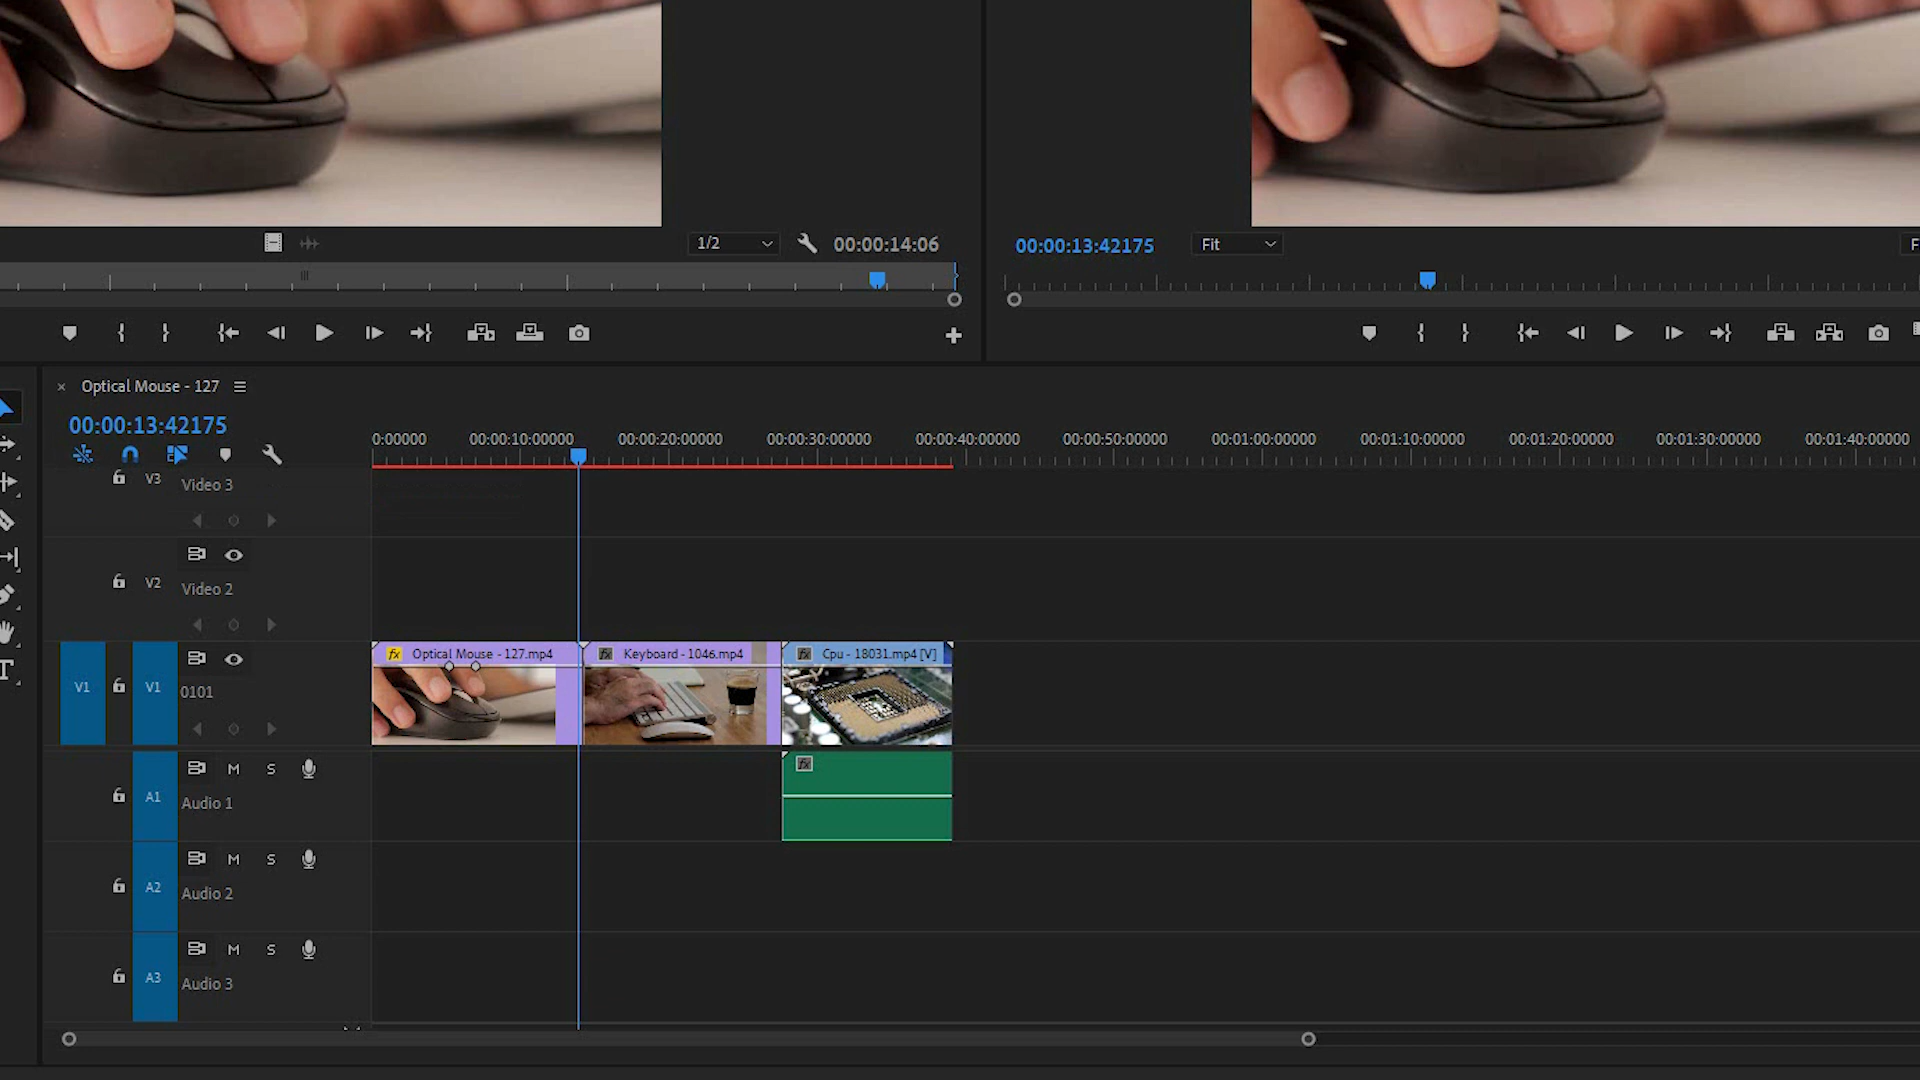 1/2 00:00:14:06 00:00:13:42175 Fit F
Optical Mouse - 127
00:00:13:42175
0:00000 00:00:10:00000 00:00:20:00000 00:00:30:00000 00:00:40:00000 00:00:50:00000 00:01:00:00000 00:01:10:00000 00:01:20:00000 00:01:30:00000 00:01:40:00000
V3 Video 3
V2 Video 2
fx Optical Mouse - 127.mp4 fx Keyboard - 1046.mp4 fx Cpu - 18031.mp4 [V]
V1 V1 0101
M S fx
A1 Audio 1
M S
A2 Audio 2
M S
A3 Audio 3
T